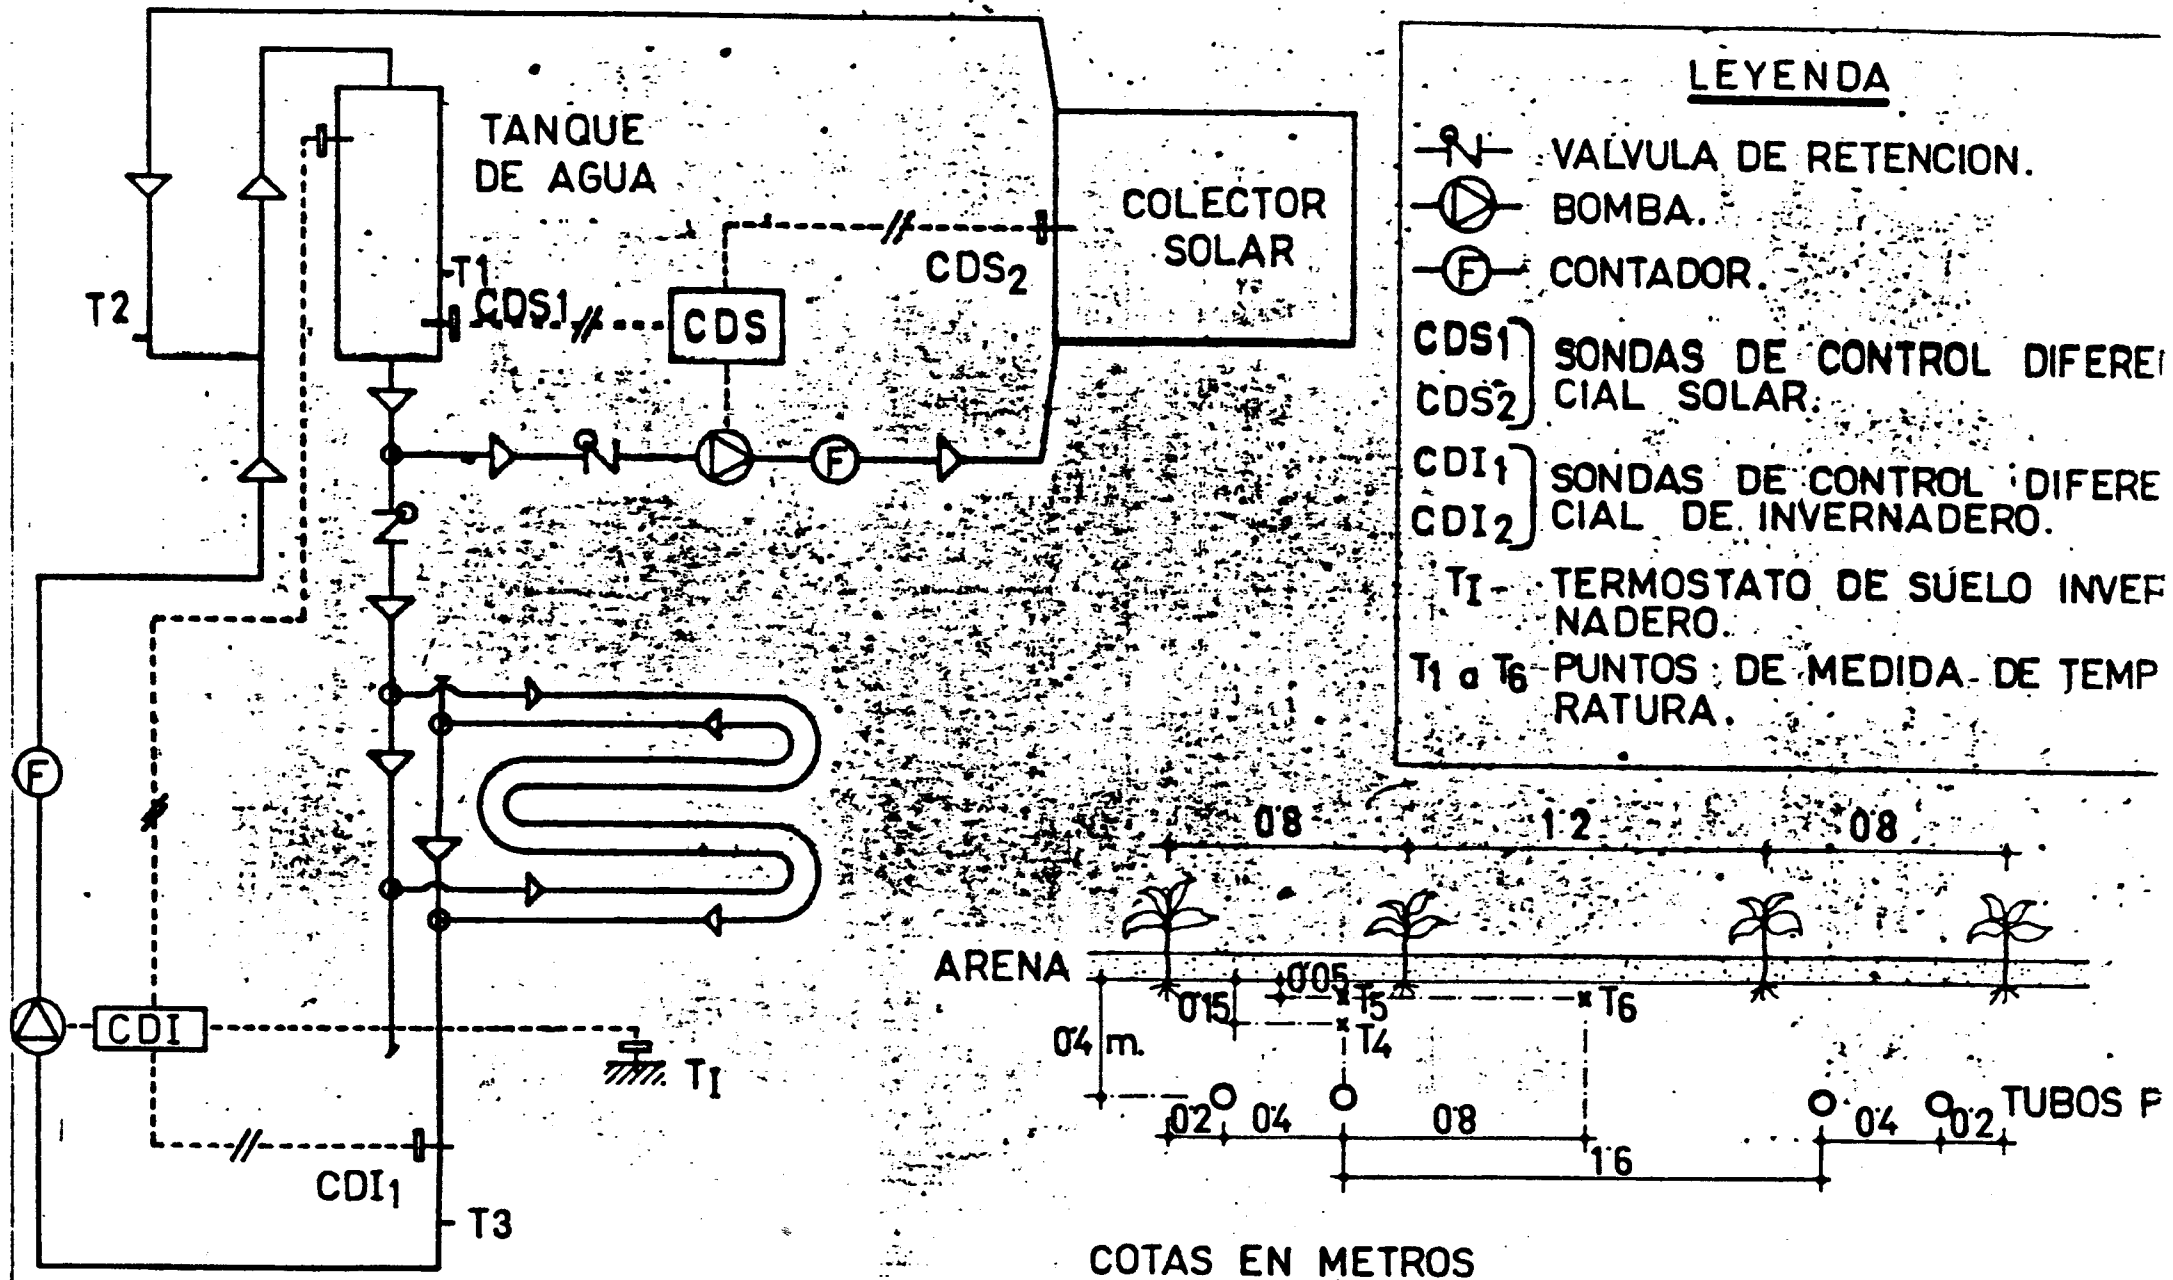 TANQUE
DE AGUA
T1
T2
CDS1
CDS
CDS2
COLECTOR
SOLAR
F
F
CDI
TI
CDI1
T3
LEYENDA
VALVULA DE RETENCION.
BOMBA.
F CONTADOR.
CDS1
CDS2
SONDAS DE CONTROL DIFERE
CIAL SOLAR.
CDI1
CDI2
SONDAS DE CONTROL DIFERE
CIAL DE INVERNADERO.
TI - TERMOSTATO DE SUELO INVER
NADERO.
T1 a T6 - PUNTOS DE MEDIDA DE TEMP
RATURA.
0'8 1'2 0'8
ARENA
0'05
0'15
T5
T6
T4
0'4 m.
0'2 0'4 0'8 0'4 0'2
TUBOS P
1'6
COTAS EN METROS